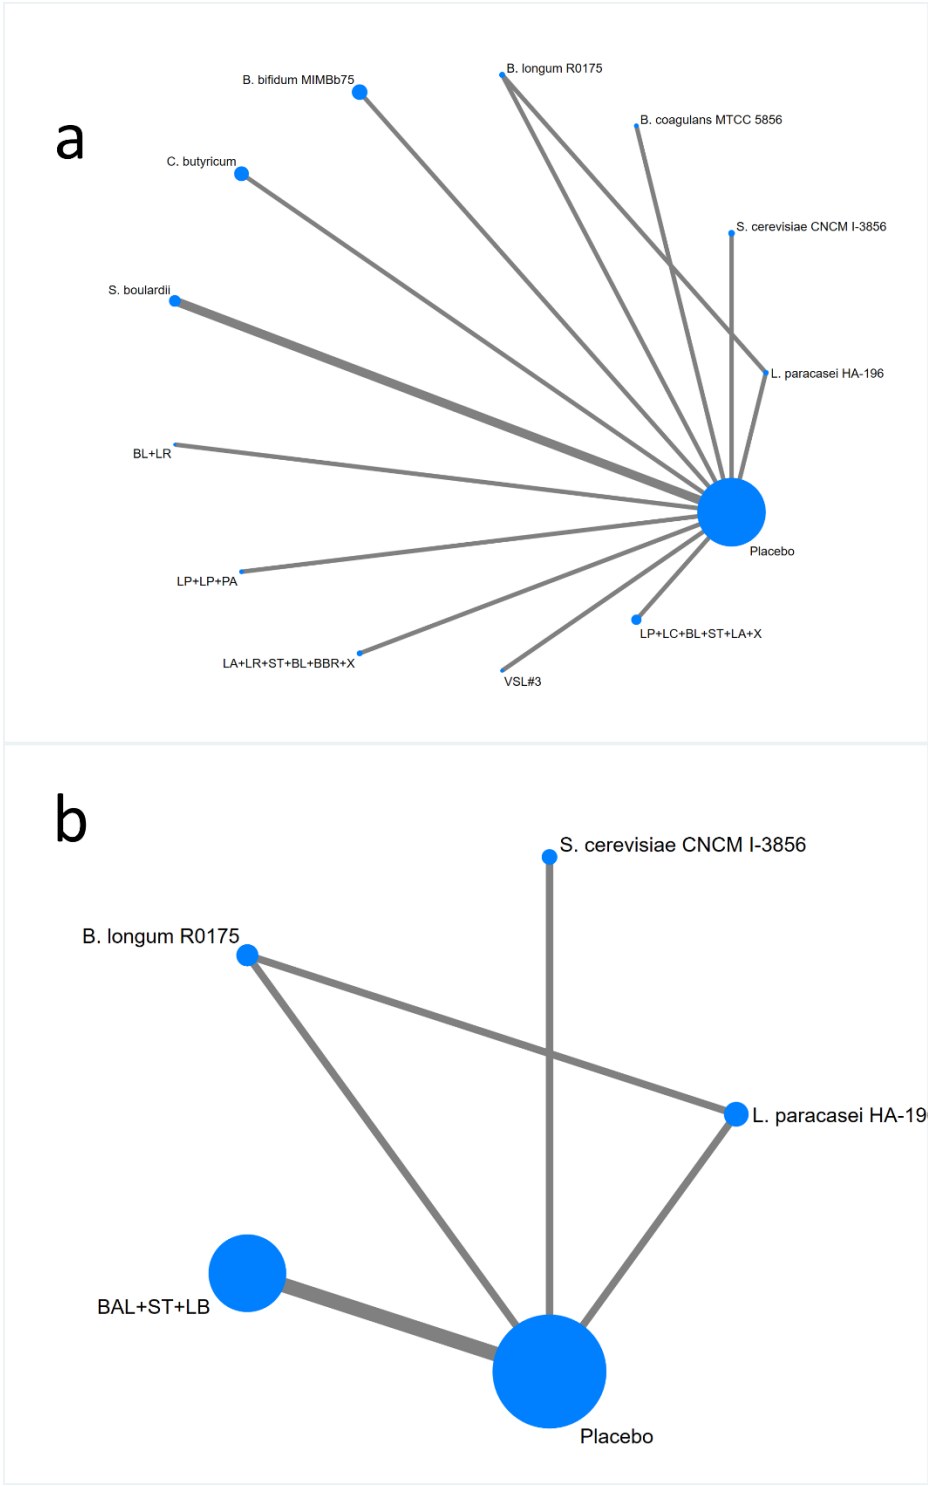 a
B. longum R0175
B. bifidum MIMBb75
B. coagulans MTCC 5856
C. butyricum
S. cerevisiae CNCM I-3856
S. boulardii
L. paracasei HA-196
BL+LR
Placebo
LP+LP+PA
LP+LC+BL+ST+LA+X
LA+LR+ST+BL+BBR+X
VSL#3
b
S. cerevisiae CNCM I-3856
B. longum R0175
L. paracasei HA-19
BAL+ST+LB
Placebo